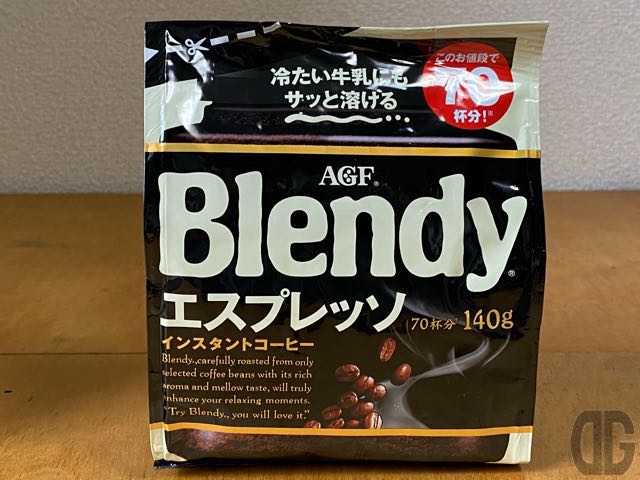 冷たい牛乳にも
サッと溶ける
このお値段で
70
杯分!※
AGF®
Blendy®
エスプレッソ
70杯分※ 140g
インスタントコーヒー
Blendy., carefully roasted from only
selected coffee beans with its rich
aroma and mellow taste, will truly
enhance your relaxing moments.
"Try Blendy., you will love it."
DG